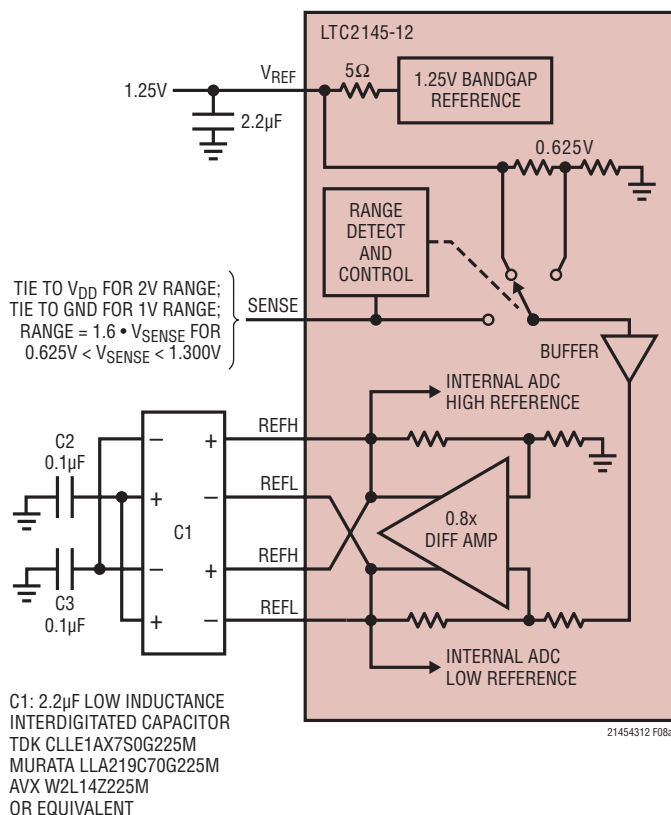 LTC2145-12
VREF
5Ω
1.25V
1.25V BANDGAP
REFERENCE
2.2µF
0.625V
RANGE
DETECT
AND
CONTROL
TIE TO VDD FOR 2V RANGE;
TIE TO GND FOR 1V RANGE;
RANGE = 1.6 • VSENSE FOR
0.625V < VSENSE < 1.300V
SENSE
BUFFER
INTERNAL ADC
HIGH REFERENCE
C2
0.1µF
– +
REFH
+ –
REFL
C1
0.8x
DIFF AMP
– +
REFH
C3
0.1µF
+ –
REFL
INTERNAL ADC
LOW REFERENCE
C1: 2.2µF LOW INDUCTANCE
INTERDIGITATED CAPACITOR
TDK CLLE1AX7S0G225M
MURATA LLA219C70G225M
AVX W2L14Z225M
OR EQUIVALENT
21454312 F08a